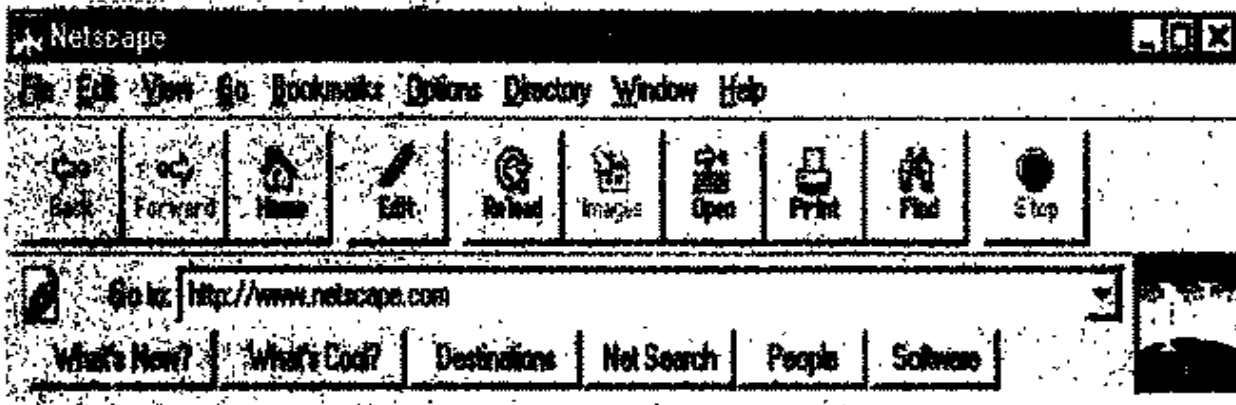 Netscape
File Edit View Go Bookmarks Options Directory Window Help
Back Forward Home Edit Reload Images Open Print Find Stop
Go to: http://www.netscape.com
What's New? What's Cool? Destinations Net Search People Software